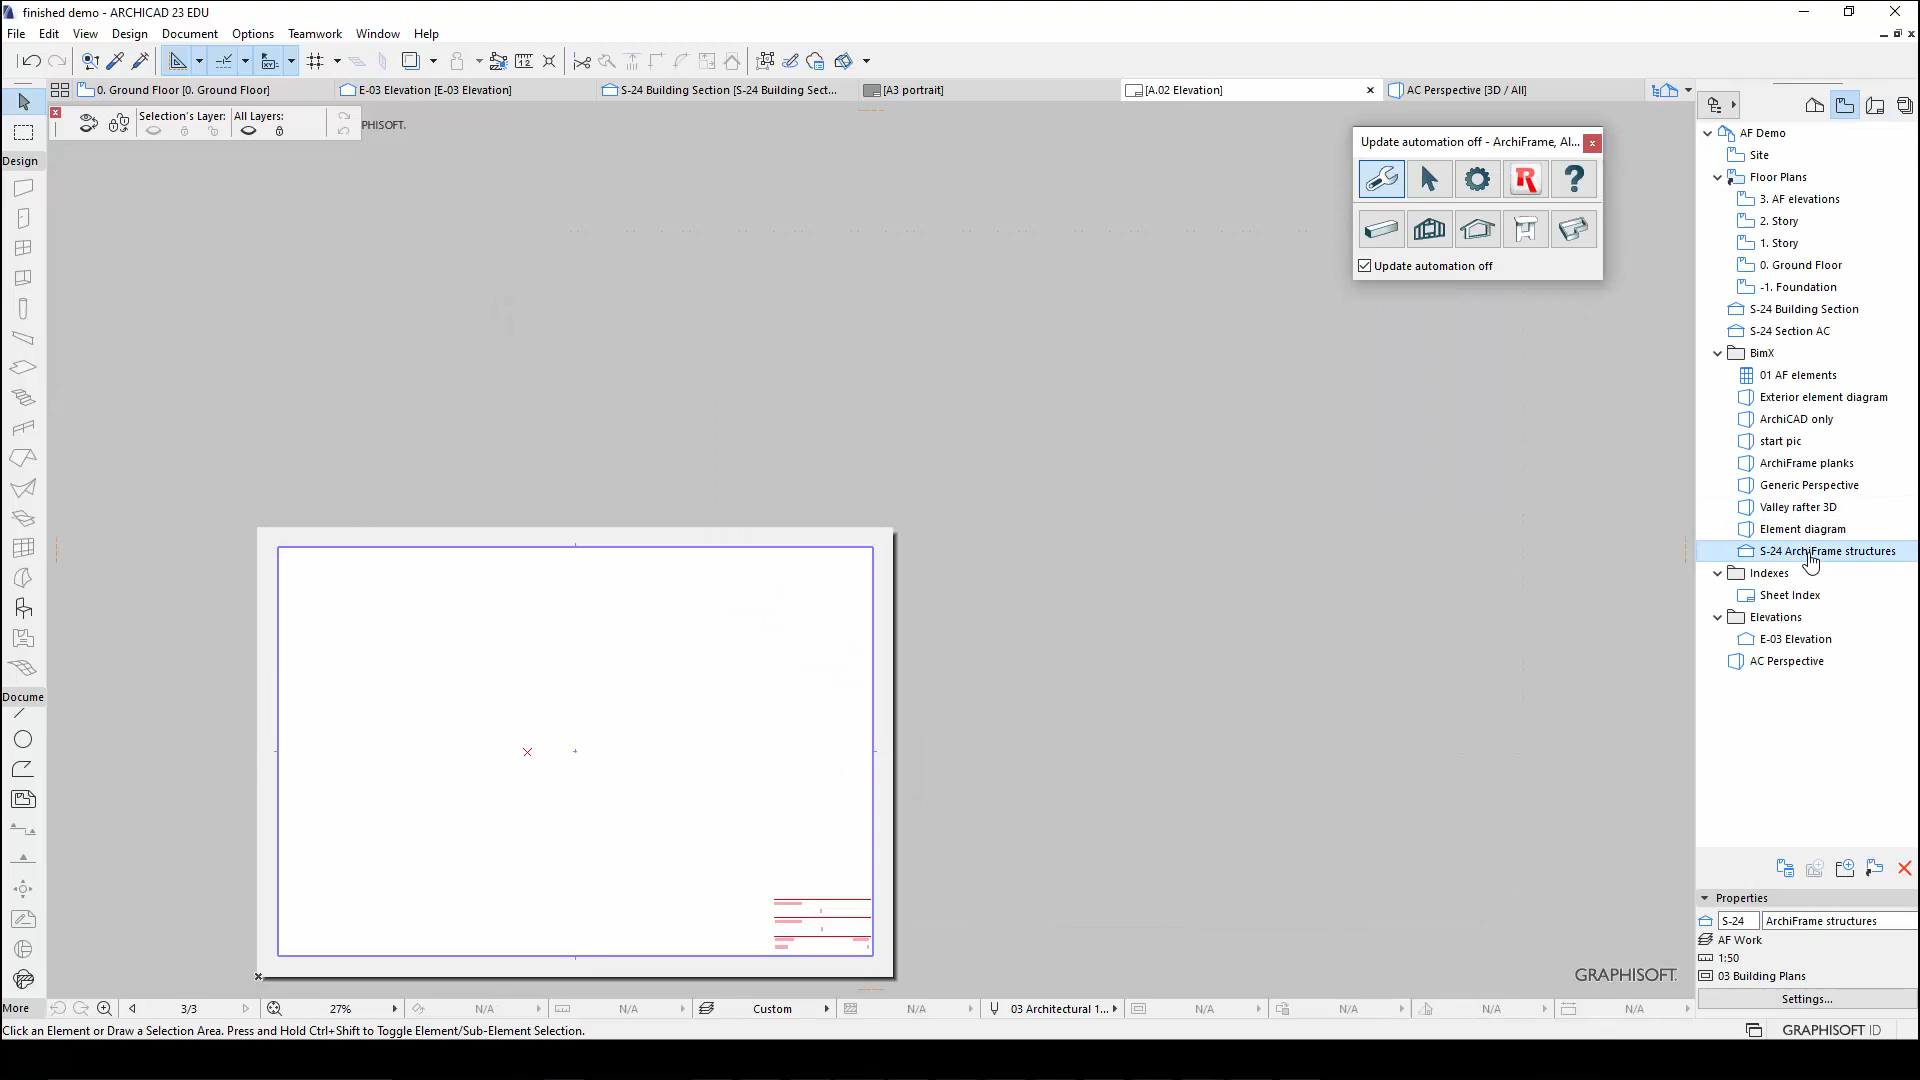 finished demo - ARCHICAD 23 EDU
File Edit View Design Document Options Teamwork Window Help
0. Ground Floor [0. Ground Floor]
E-03 Elevation [E-03 Elevation]
S-24 Building Section [S-24 Building Sect...
[A3 portrait]
[A.02 Elevation]
AC Perspective [3D / All]
Selection's Layer:
All Layers:
PHISOFT.
Update automation off - ArchiFrame, Al...
Update automation off
AF Demo
Site
Floor Plans
3. AF elevations
2. Story
1. Story
0. Ground Floor
-1. Foundation
S-24 Building Section
S-24 Section AC
BimX
01 AF elements
Exterior element diagram
ArchiCAD only
start pic
ArchiFrame planks
Generic Perspective
Valley rafter 3D
Element diagram
S-24 ArchiFrame structures
Indexes
Sheet Index
Elevations
E-03 Elevation
AC Perspective
Design
Docume
More
Properties
S-24 ArchiFrame structures
AF Work
1:50
03 Building Plans
Settings...
GRAPHISOFT.
3/3 27% N/A N/A Custom N/A 03 Architectural 1... N/A N/A N/A N/A
Click an Element or Draw a Selection Area. Press and Hold Ctrl+Shift to Toggle Element/Sub-Element Selection.
GRAPHISOFT ID